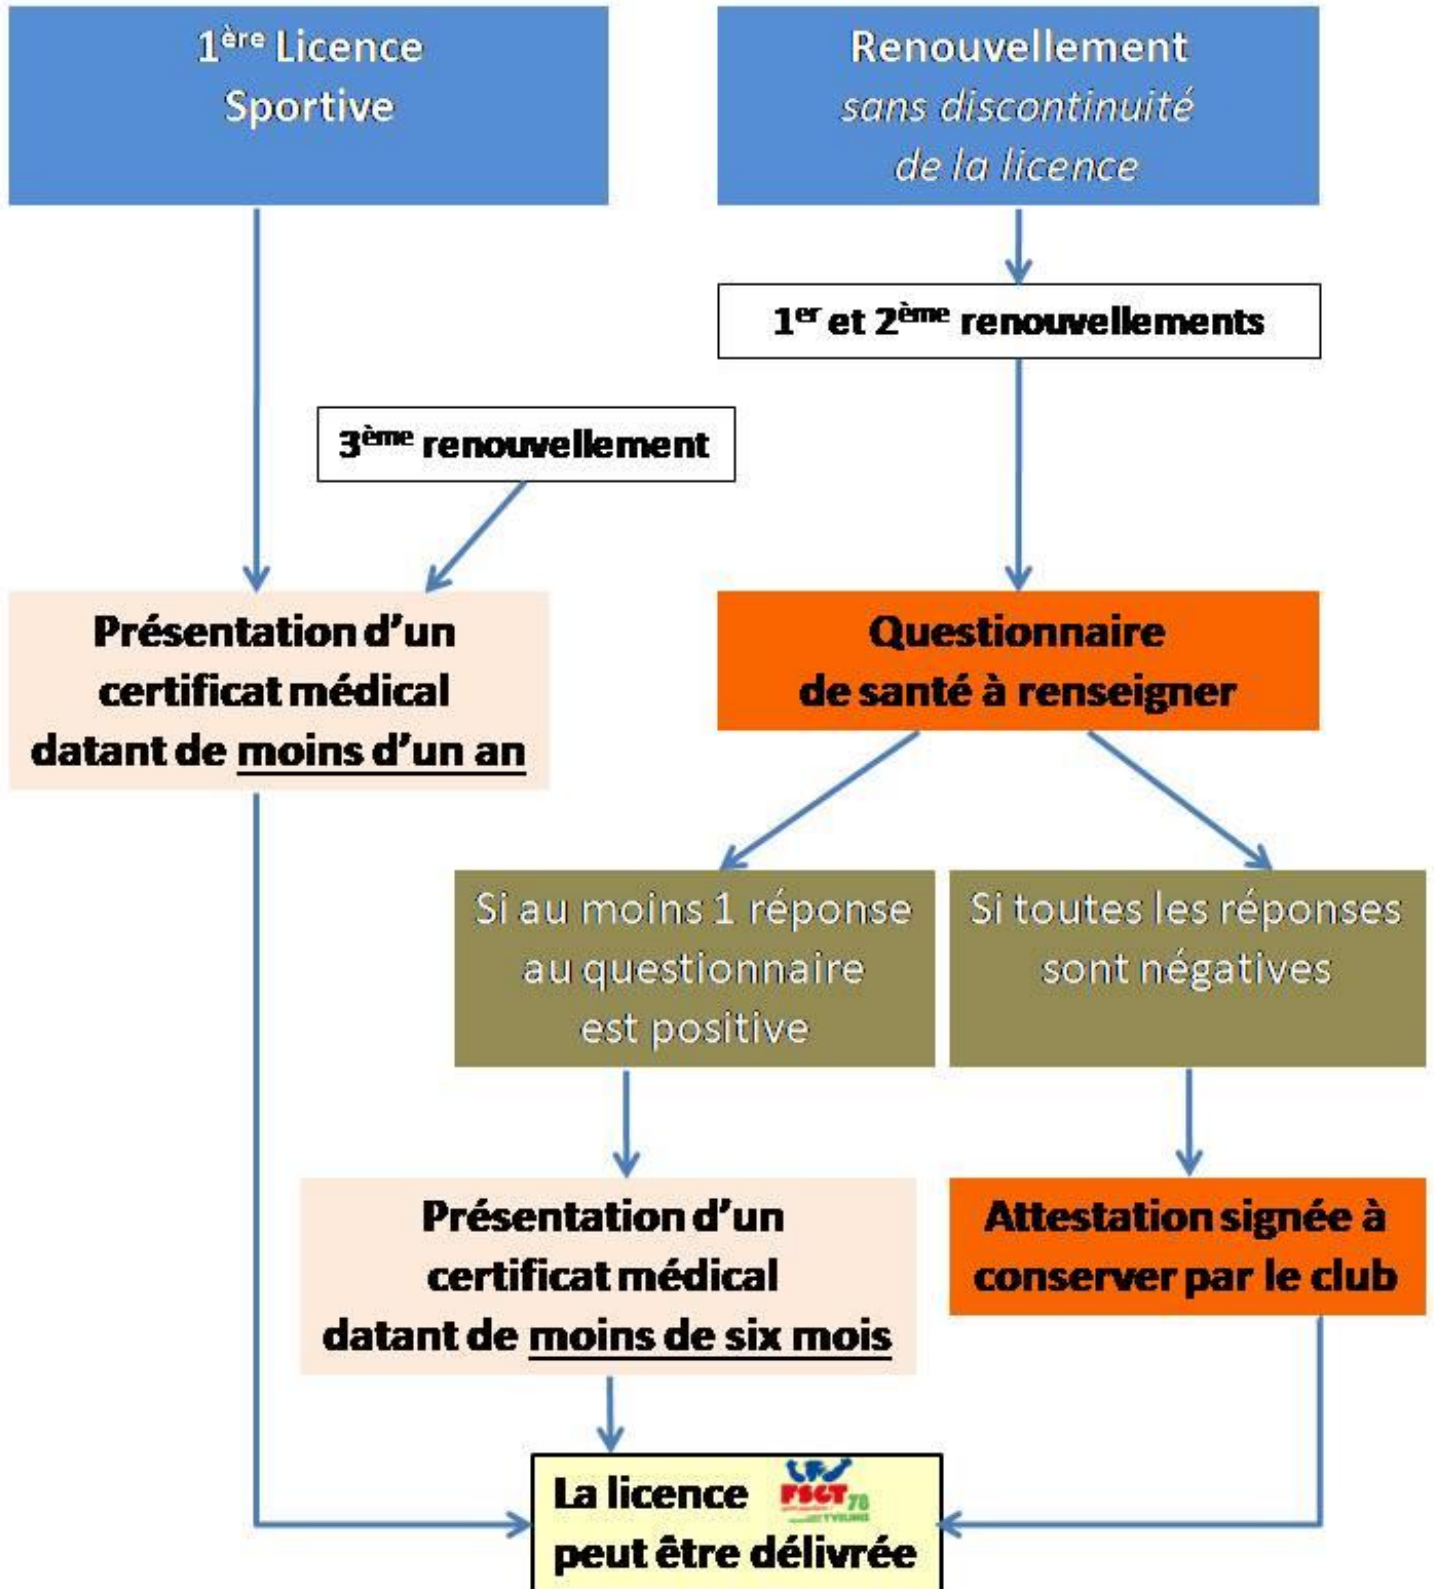 1ère Licence
Sportive
Renouvellement
sans discontinuité
de la licence
1er et 2ème renouvellements
3ème renouvellement
Présentation d’un
certificat médical
datant de moins d’un an
Questionnaire
de santé à renseigner
Si au moins 1 réponse
au questionnaire
est positive
Si toutes les réponses
sont négatives
Présentation d’un
certificat médical
datant de moins de six mois
Attestation signée à
conserver par le club
La licence FSGT 78
peut être délivrée